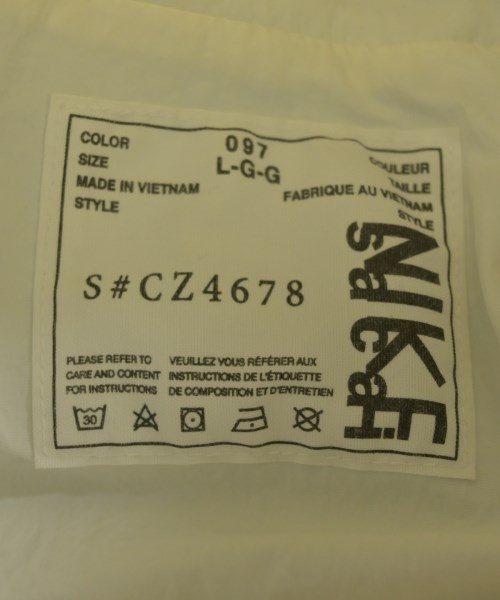 COLOR 097 COULEUR
SIZE L-G-G TAILLE
MADE IN VIETNAM FABRIQUE AU VIETNAM
STYLE STYLE
S#CZ4678
NIKE
sacai
PLEASE REFER TO
CARE AND CONTENT
FOR INSTRUCTIONS
VEUILLEZ VOUS RÉFÉRER AUX
INSTRUCTIONS DE L'ÉTIQUETTE
DE COMPOSITION ET D'ENTRETIEN
30